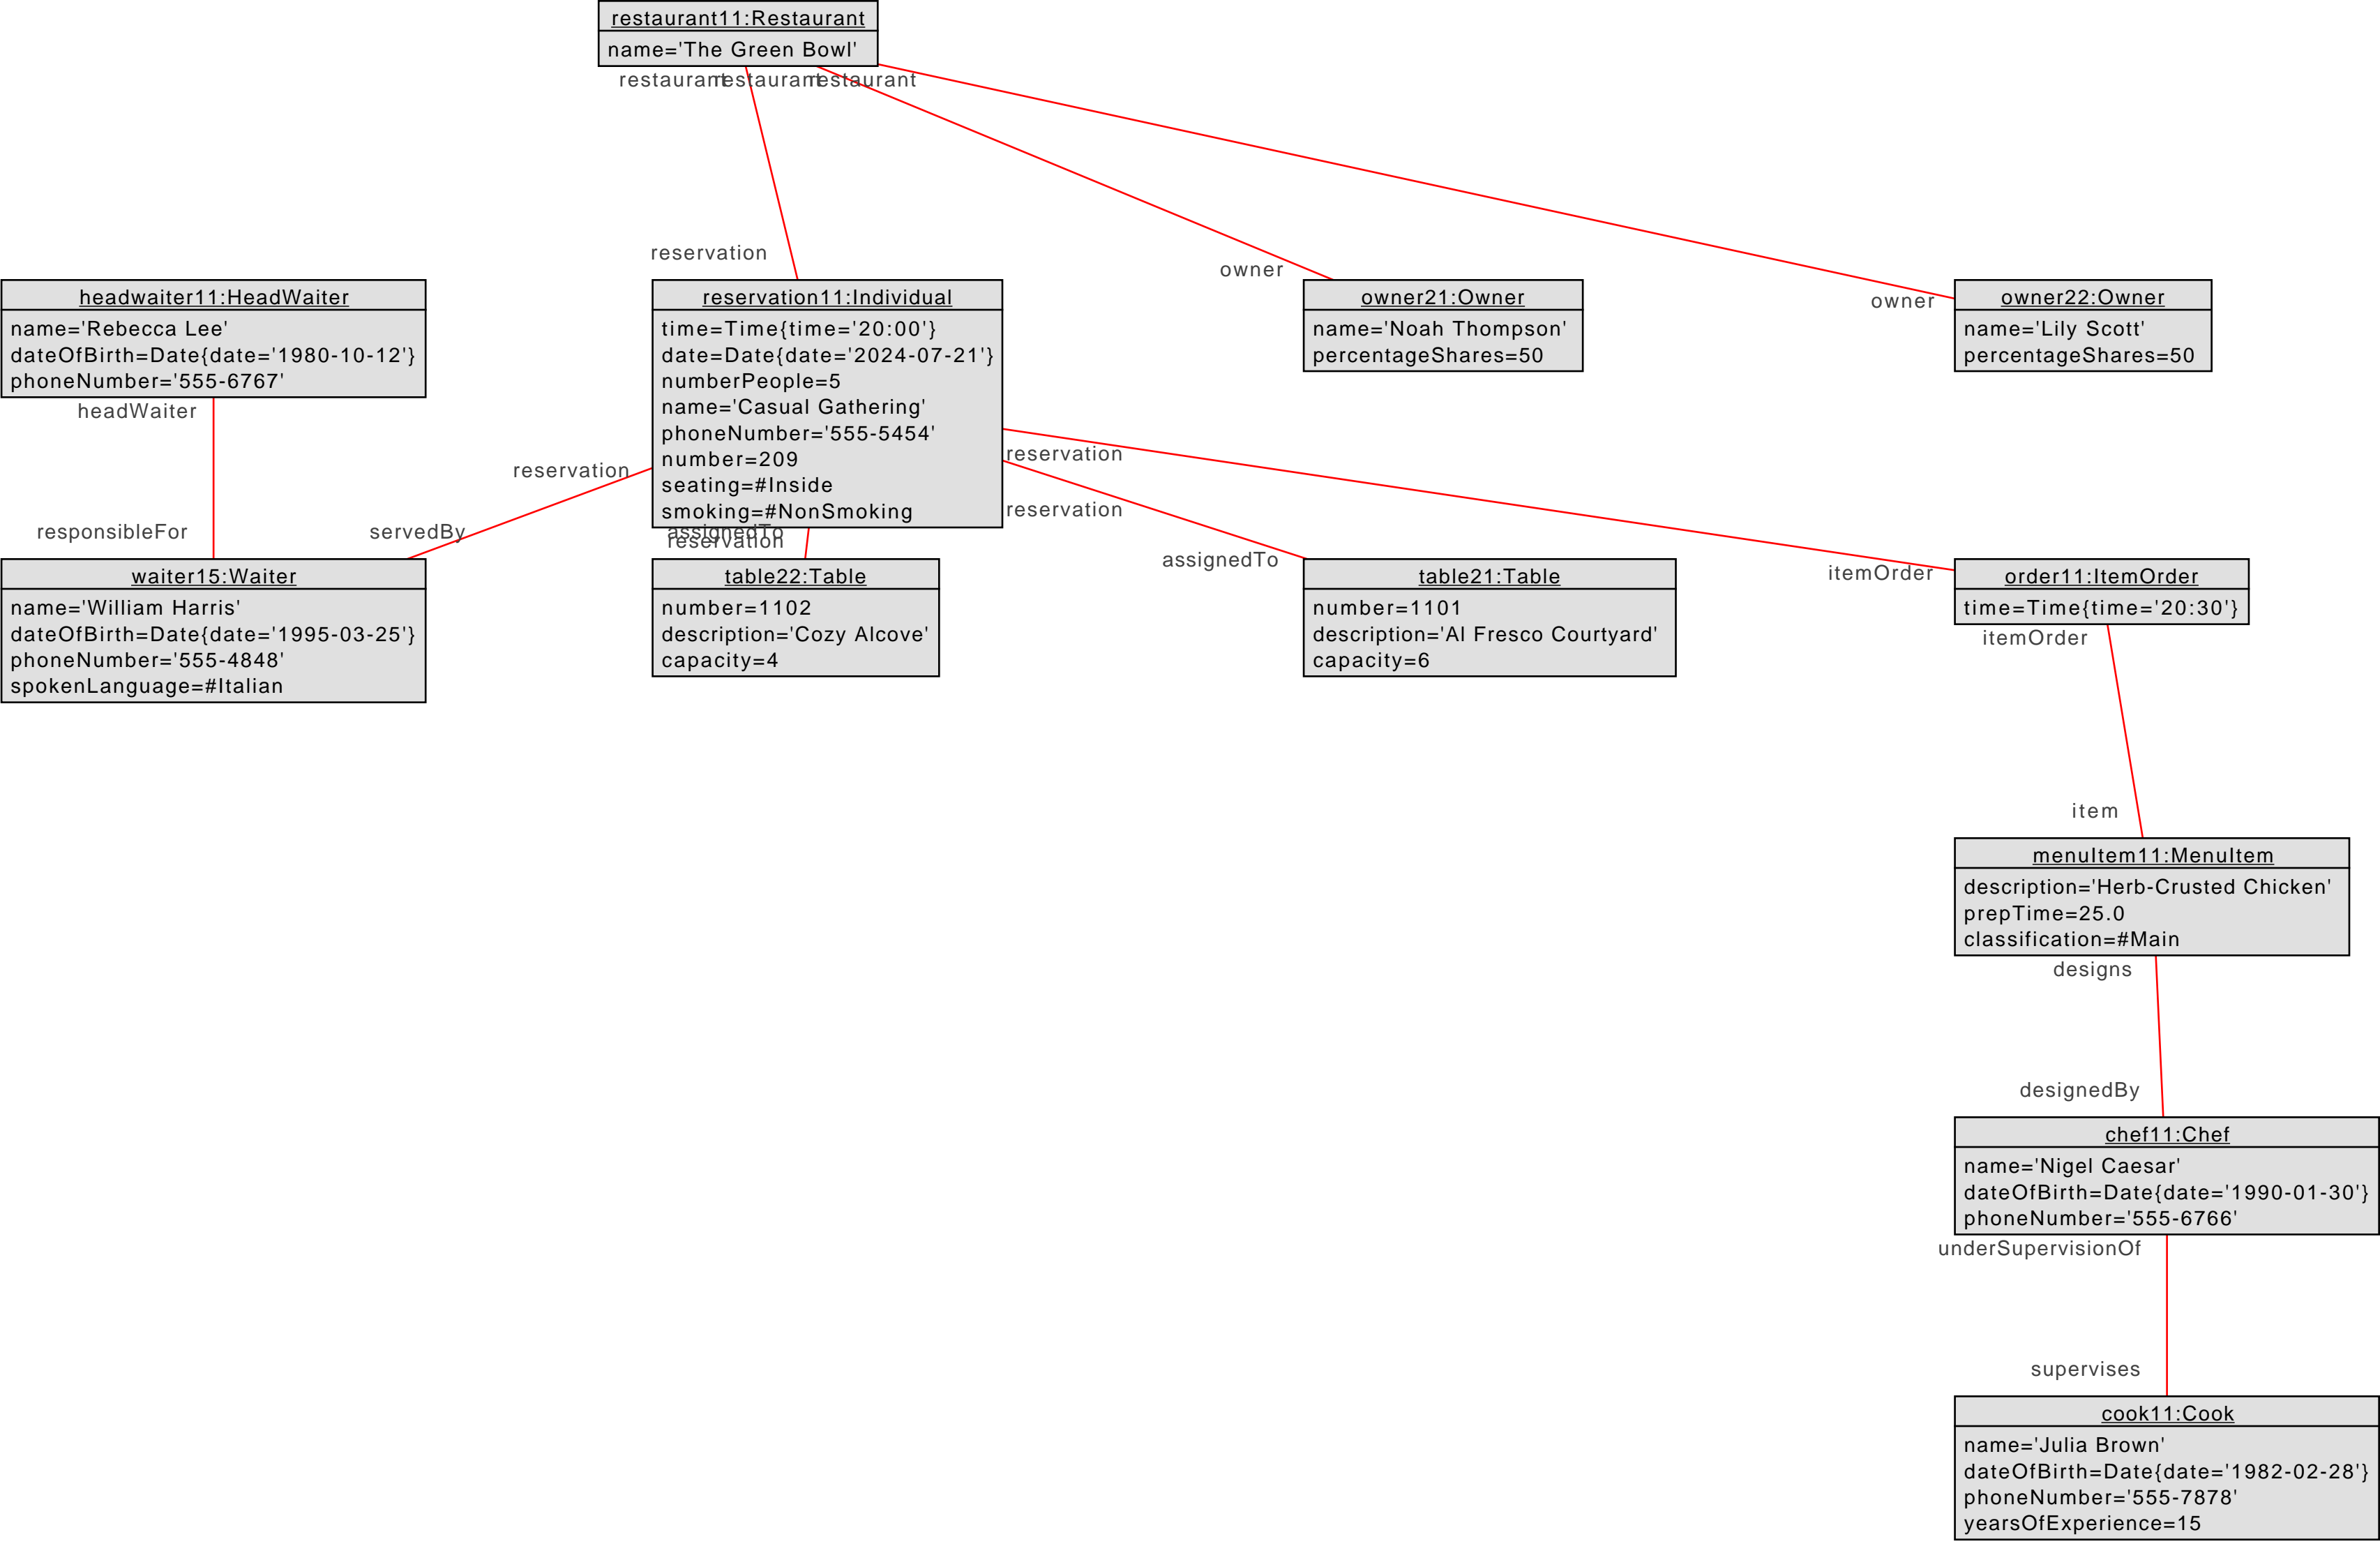 restaurant11:Restaurant
name='The Green Bowl'
restaurant
restaurant
restaurant
reservation
owner
owner
headwaiter11:HeadWaiter
name='Rebecca Lee'
dateOfBirth=Date{date='1980-10-12'}
phoneNumber='555-6767'
headWaiter
responsibleFor
reservation11:Individual
time=Time{time='20:00'}
date=Date{date='2024-07-21'}
numberPeople=5
name='Casual Gathering'
phoneNumber='555-5454'
number=209
seating=#Inside
smoking=#NonSmoking
owner21:Owner
name='Noah Thompson'
percentageShares=50
owner22:Owner
name='Lily Scott'
percentageShares=50
reservation
servedBy
assignedTo
reservation
reservation
reservation
assignedTo
itemOrder
waiter15:Waiter
name='William Harris'
dateOfBirth=Date{date='1995-03-25'}
phoneNumber='555-4848'
spokenLanguage=#Italian
table22:Table
number=1102
description='Cozy Alcove'
capacity=4
table21:Table
number=1101
description='Al Fresco Courtyard'
capacity=6
order11:ItemOrder
time=Time{time='20:30'}
itemOrder
item
menuItem11:MenuItem
description='Herb-Crusted Chicken'
prepTime=25.0
classification=#Main
designs
designedBy
chef11:Chef
name='Nigel Caesar'
dateOfBirth=Date{date='1990-01-30'}
phoneNumber='555-6766'
underSupervisionOf
supervises
cook11:Cook
name='Julia Brown'
dateOfBirth=Date{date='1982-02-28'}
phoneNumber='555-7878'
yearsOfExperience=15